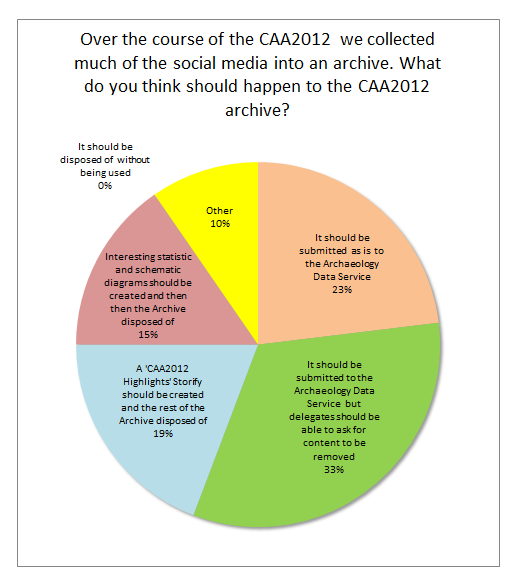 Over the course of the CAA2012 we collected
much of the social media into an archive. What
do you think should happen to the CAA2012
archive?
It should be
disposed of without
being used
0%
Other
10%
It should be
submitted as is to
the Archaeology
Data Service
23%
Interesting statistic
and schematic
diagrams should be
created and then
then the Archive
disposed of
15%
A 'CAA2012
Highlights' Storify
should be created
and the rest of the
Archive disposed of
19%
It should be
submitted to the
Archaeology Data
Service but
delegates should be
able to ask for
content to be
removed
33%